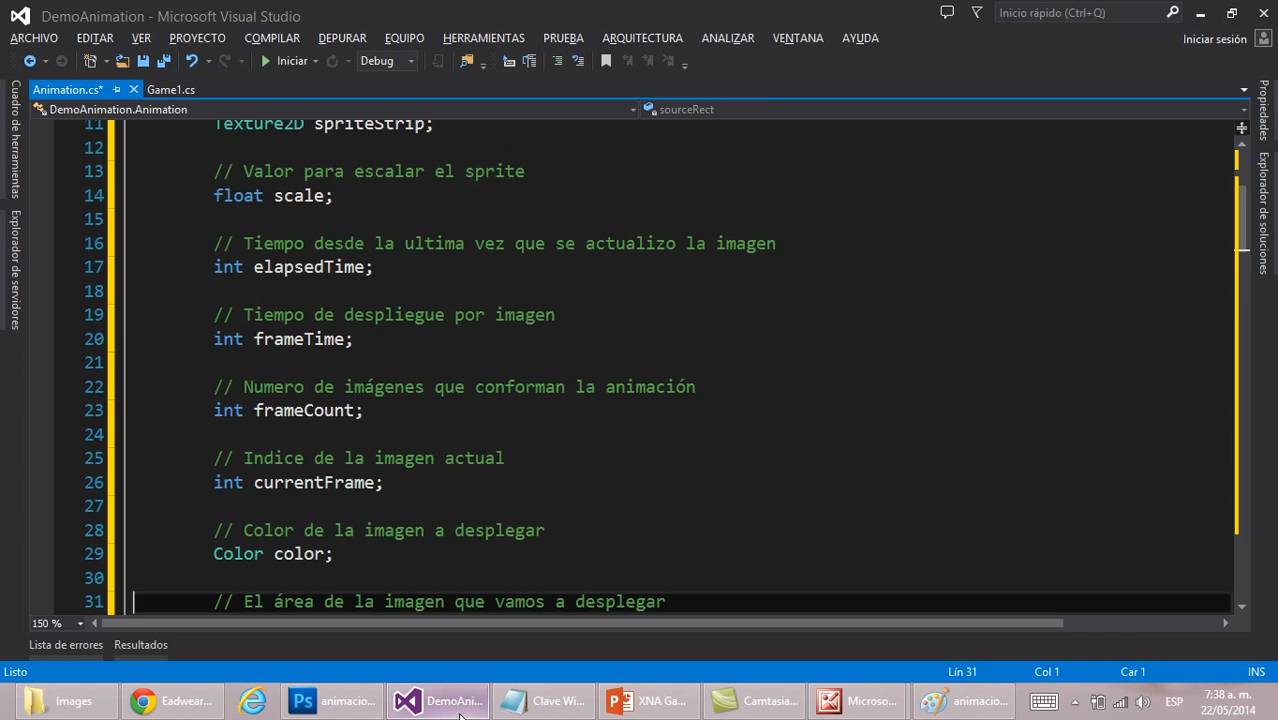 DemoAnimation - Microsoft Visual Studio
Inicio rápido (Ctrl+Q)
ARCHIVO EDITAR VER PROYECTO COMPILAR DEPURAR EQUIPO HERRAMIENTAS PRUEBA ARQUITECTURA ANALIZAR VENTANA AYUDA
Iniciar sesión
Iniciar Debug
Animation.cs* Game1.cs
DemoAnimation.Animation sourceRect
Cuadro de herramientas
Explorador de servidores
Propiedades
Explorador de soluciones
11 Texture2D spriteStrip;
12
13 // Valor para escalar el sprite
14 float scale;
15
16 // Tiempo desde la ultima vez que se actualizo la imagen
17 int elapsedTime;
18
19 // Tiempo de despliegue por imagen
20 int frameTime;
21
22 // Numero de imágenes que conforman la animación
23 int frameCount;
24
25 // Indice de la imagen actual
26 int currentFrame;
27
28 // Color de la imagen a desplegar
29 Color color;
30
31 // El área de la imagen que vamos a desplegar
150 %
Lista de errores Resultados
Listo Lín 31 Col 1 Car 1 INS
Images Eadwear... Ps animacio... DemoAni... Clave Wi... XNA Ga... Camtasia... Microso... animacio... ESP 7:38 a. m.
22/05/2014